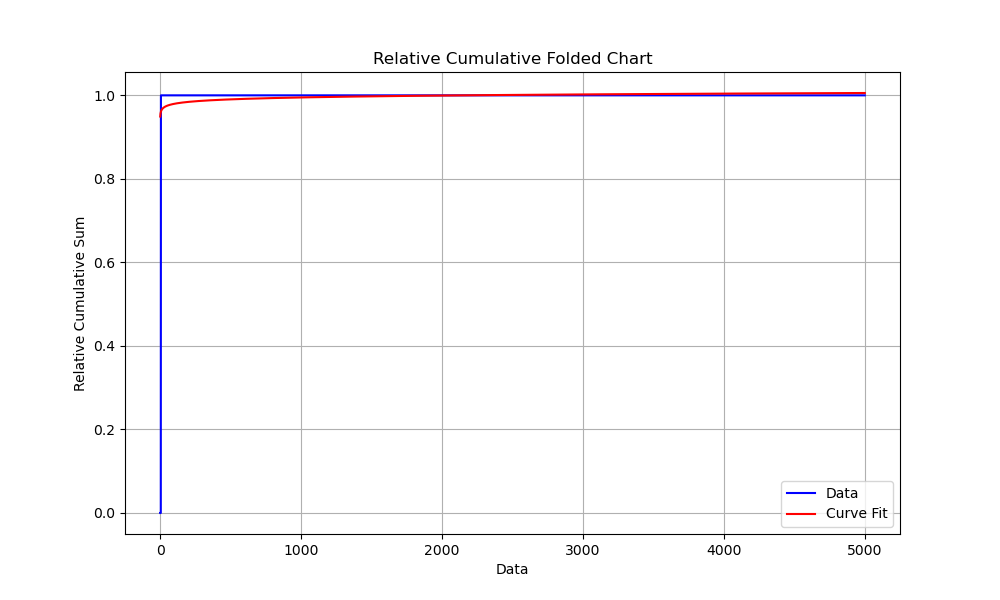 Relative Cumulative Folded Chart
Relative Cumulative Sum
1.0
0.8
0.6
0.4
0.2
0.0
Data
Curve Fit
0 1000 2000 3000 4000 5000
Data